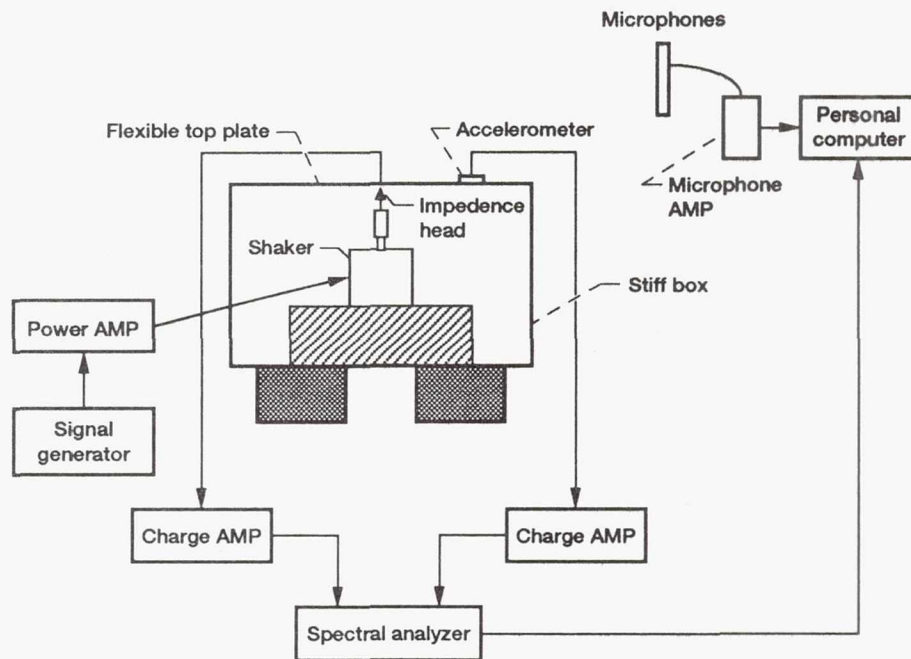 Microphones
Flexible top plate
Accelerometer
Personal
computer
Impedence
head
Microphone
AMP
Shaker
Stiff box
Power AMP
Signal
generator
Charge AMP
Charge AMP
Spectral analyzer